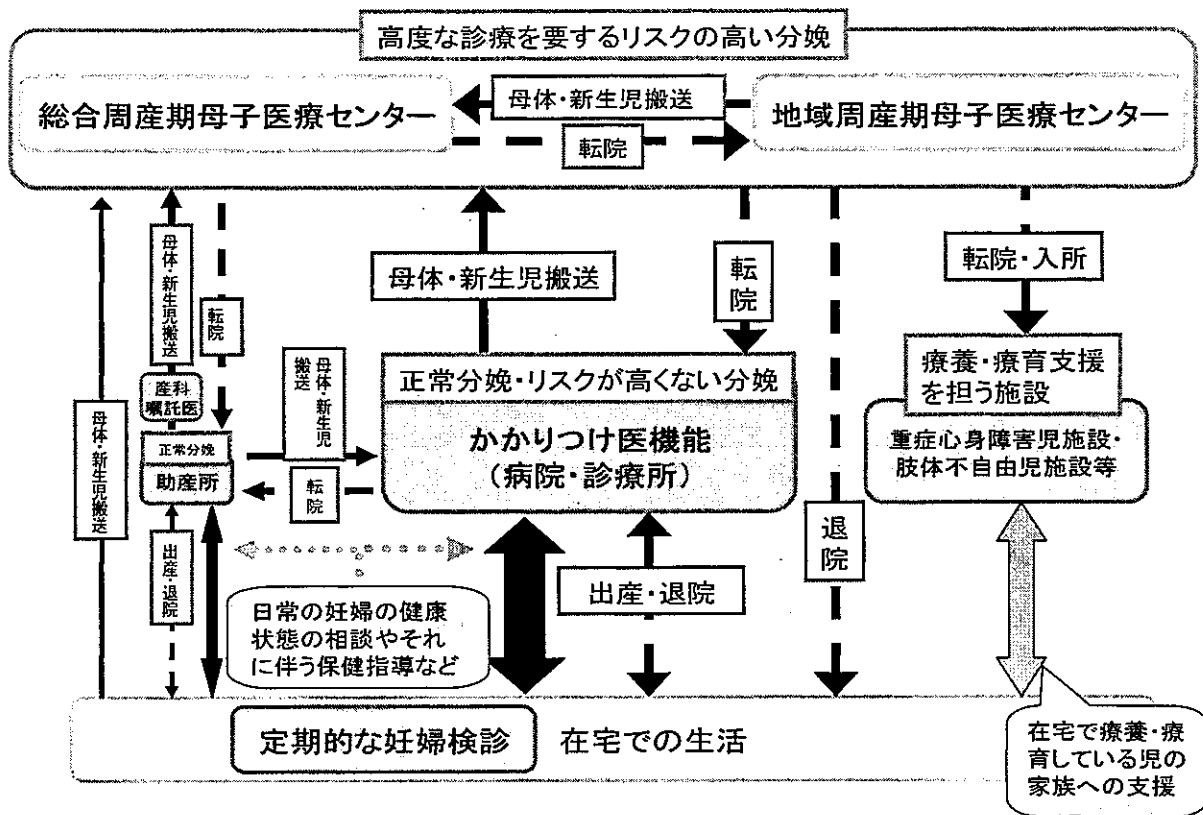 高度な診療を要するリスクの高い分娩
総合周産期母子医療センター
母体・新生児搬送
転院
地域周産期母子医療センター
母体・新生児搬送
母体・新生児搬送
転院
母体・新生児搬送
転院
転院・入所
産科
嘱託医
正常分娩
助産所
母体・新生児
搬送
転院
正常分娩・リスクが高くない分娩
かかりつけ医機能
（病院・診療所）
療養・療育支援
を担う施設
重症心身障害児施設・
肢体不自由児施設等
出産・退院
日常の妊婦の健康
状態の相談やそれ
に伴う保健指導など
出産・退院
退院
定期的な妊婦検診
在宅での生活
在宅で療養・療
育している児の
家族への支援